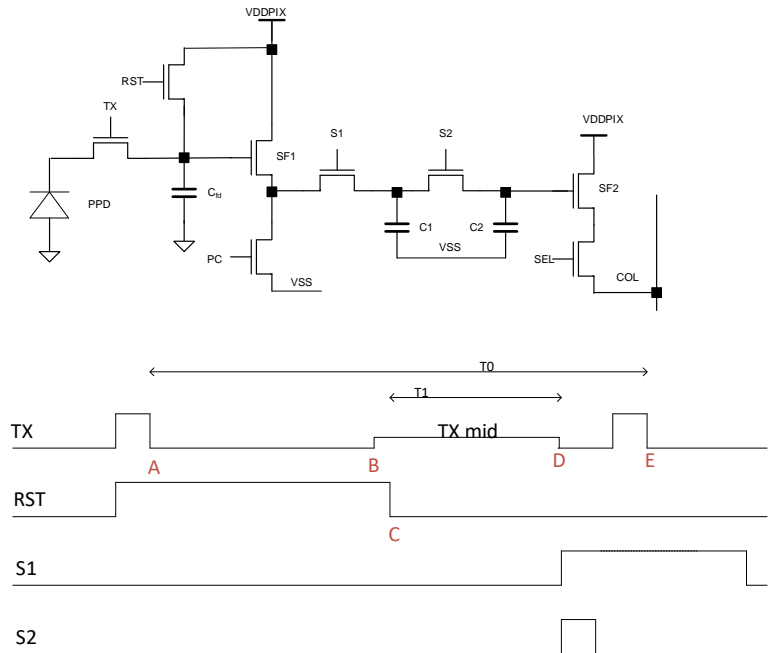 VDDPIX
RST
TX
S1
S2
VDDPIX
SF1
SF2
PPD
Cfd
C1
C2
VSS
PC
SEL
VSS
COL
T0
T1
TX
TX mid
A
B
D
E
RST
C
S1
S2